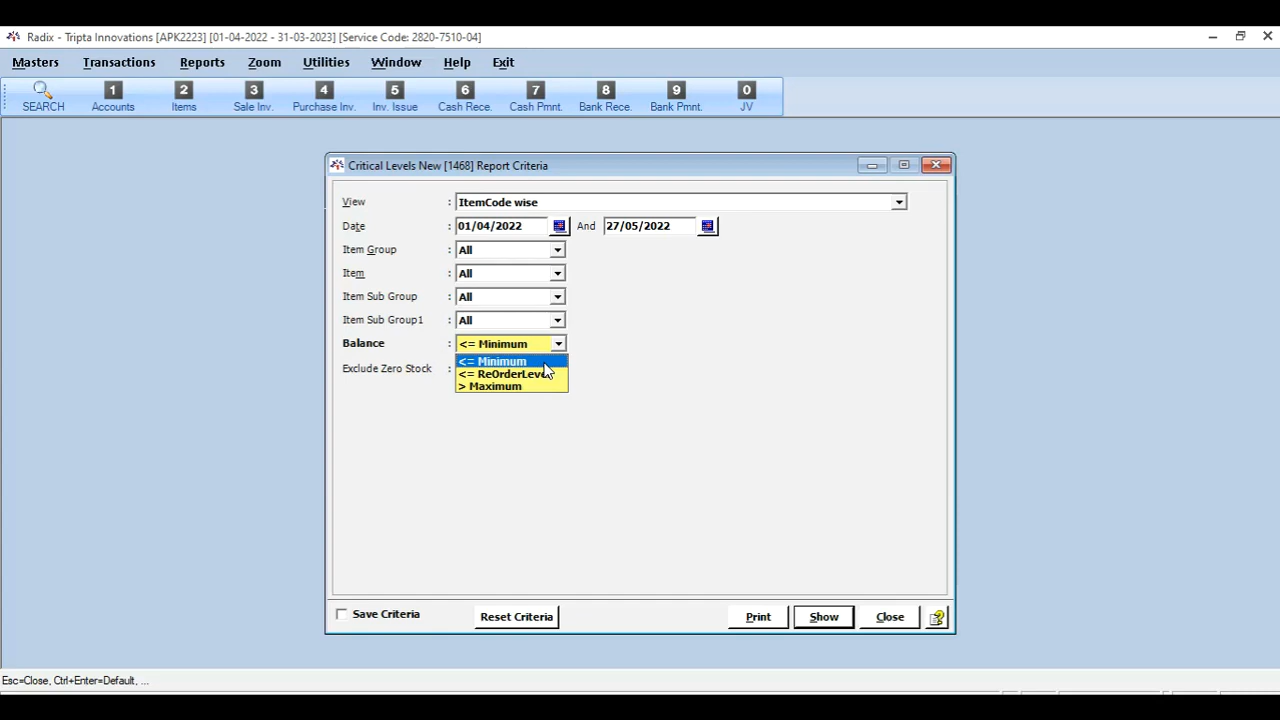 Radix - Tripta Innovations [APK2223] [01-04-2022 - 31-03-2023] [Service Code: 2820-7510-04]
Masters Transactions Reports Zoom Utilities Window Help Exit
1 2 3 4 5 6 7 8 9 0
SEARCH Accounts Items Sale Inv. Purchase Inv. Inv. Issue Cash Rece. Cash Pmnt. Bank Rece. Bank Pmnt. JV
Critical Levels New [1468] Report Criteria
View : ItemCode wise
Date : 01/04/2022 And 27/05/2022
Item Group : All
Item : All
Item Sub Group : All
Item Sub Group1 : All
Balance : <= Minimum
<= Minimum
Exclude Zero Stock :
<= ReOrderLeve
> Maximum
Save Criteria Reset Criteria Print Show Close
Esc=Close, Ctrl+Enter=Default, ...